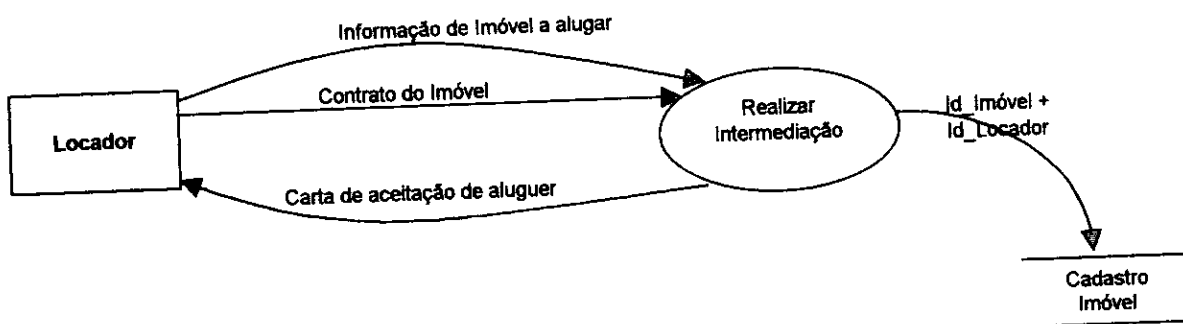 Informação de Imóvel a alugar
Contrato do Imóvel
Locador
Realizar
Intermediação
Id_Imóvel +
Id_Locador
Carta de aceitação de aluguer
Cadastro
Imóvel